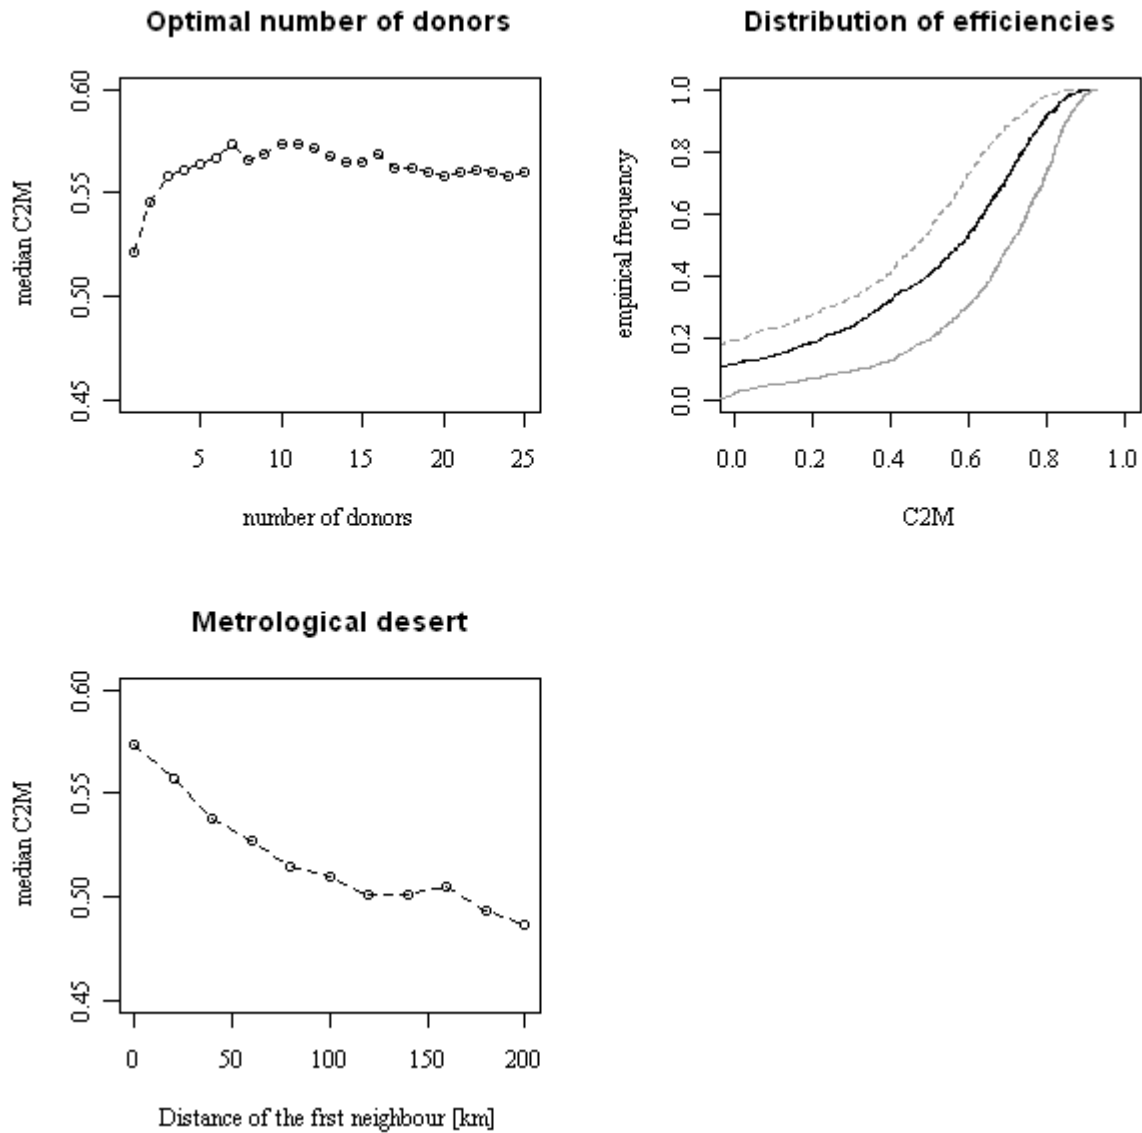 Optimal number of donors
median C2M
0.60
0.55
0.50
0.45
5 10 15 20 25
number of donors
Distribution of efficiencies
empirical frequency
1.0
0.8
0.6
0.4
0.2
0.0
0.0 0.2 0.4 0.6 0.8 1.0
C2M
Metrological desert
median C2M
0.60
0.55
0.50
0.45
0 50 100 150 200
Distance of the frst neighbour [km]